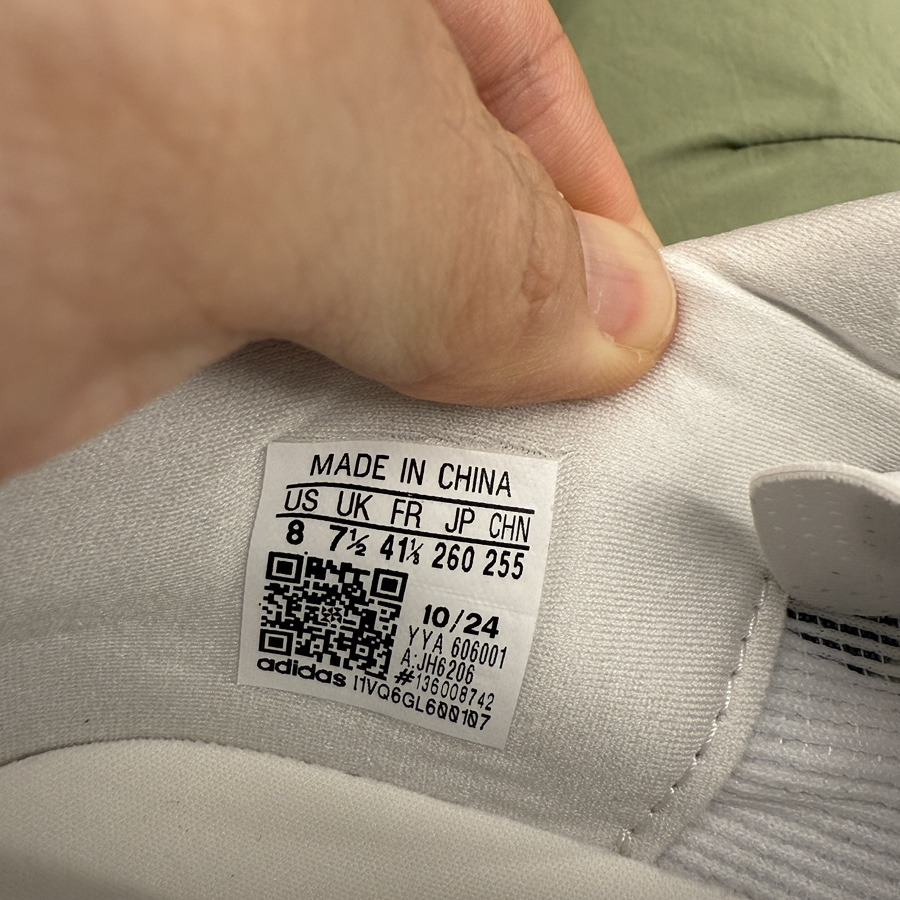 MADE IN CHINA
US UK FR JP CHN
8 7½ 41⅓ 260 255
10/24
YYA 606001
A:JH6206
#136008742
adidas I1VQ6GL600107